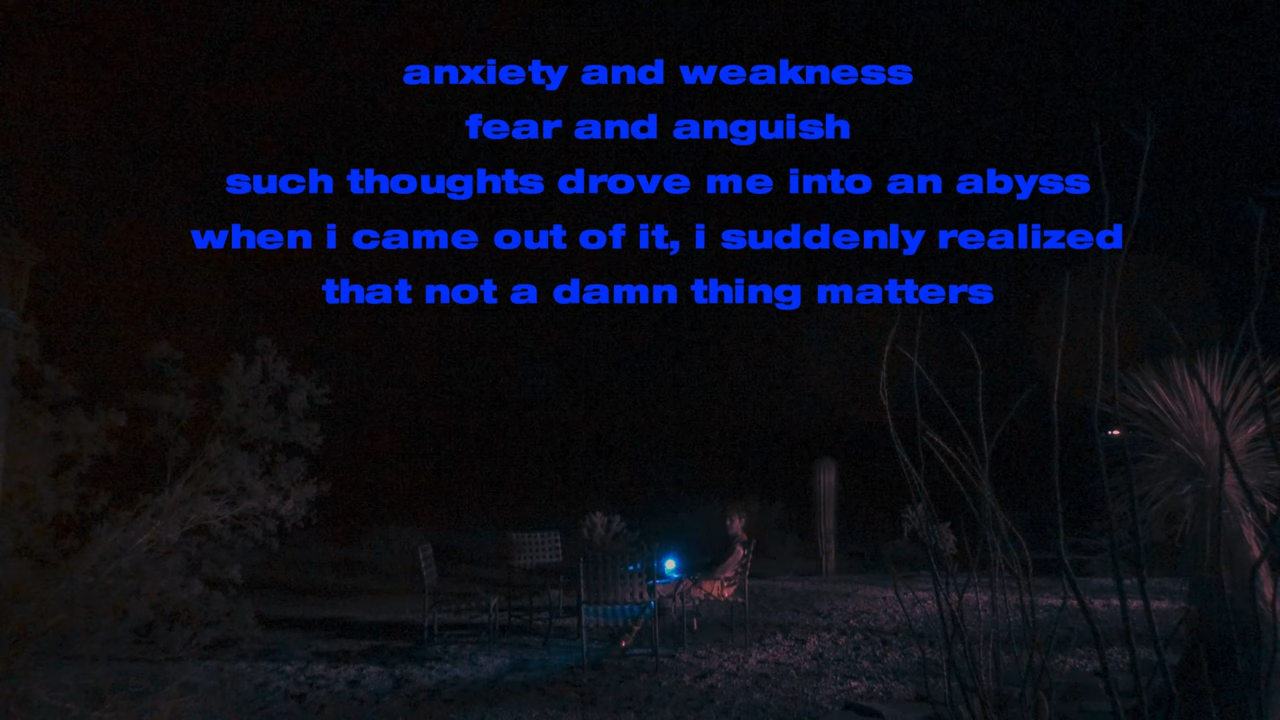 anxiety and weakness
fear and anguish
such thoughts drove me into an abyss
when i came out of it, i suddenly realized
that not a damn thing matters